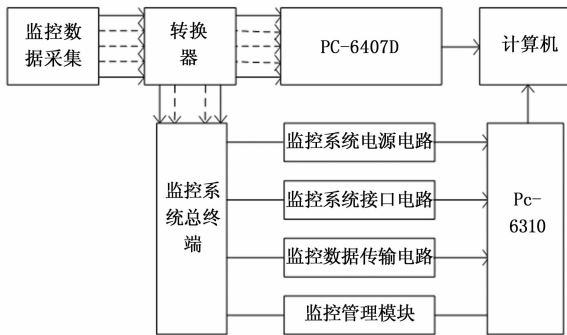 监控数
据采集
转换
器
PC-6407D
计算机
监控系
统总终
端
监控系统电源电路
监控系统接口电路
监控数据传输电路
监控管理模块
Pc-
6310